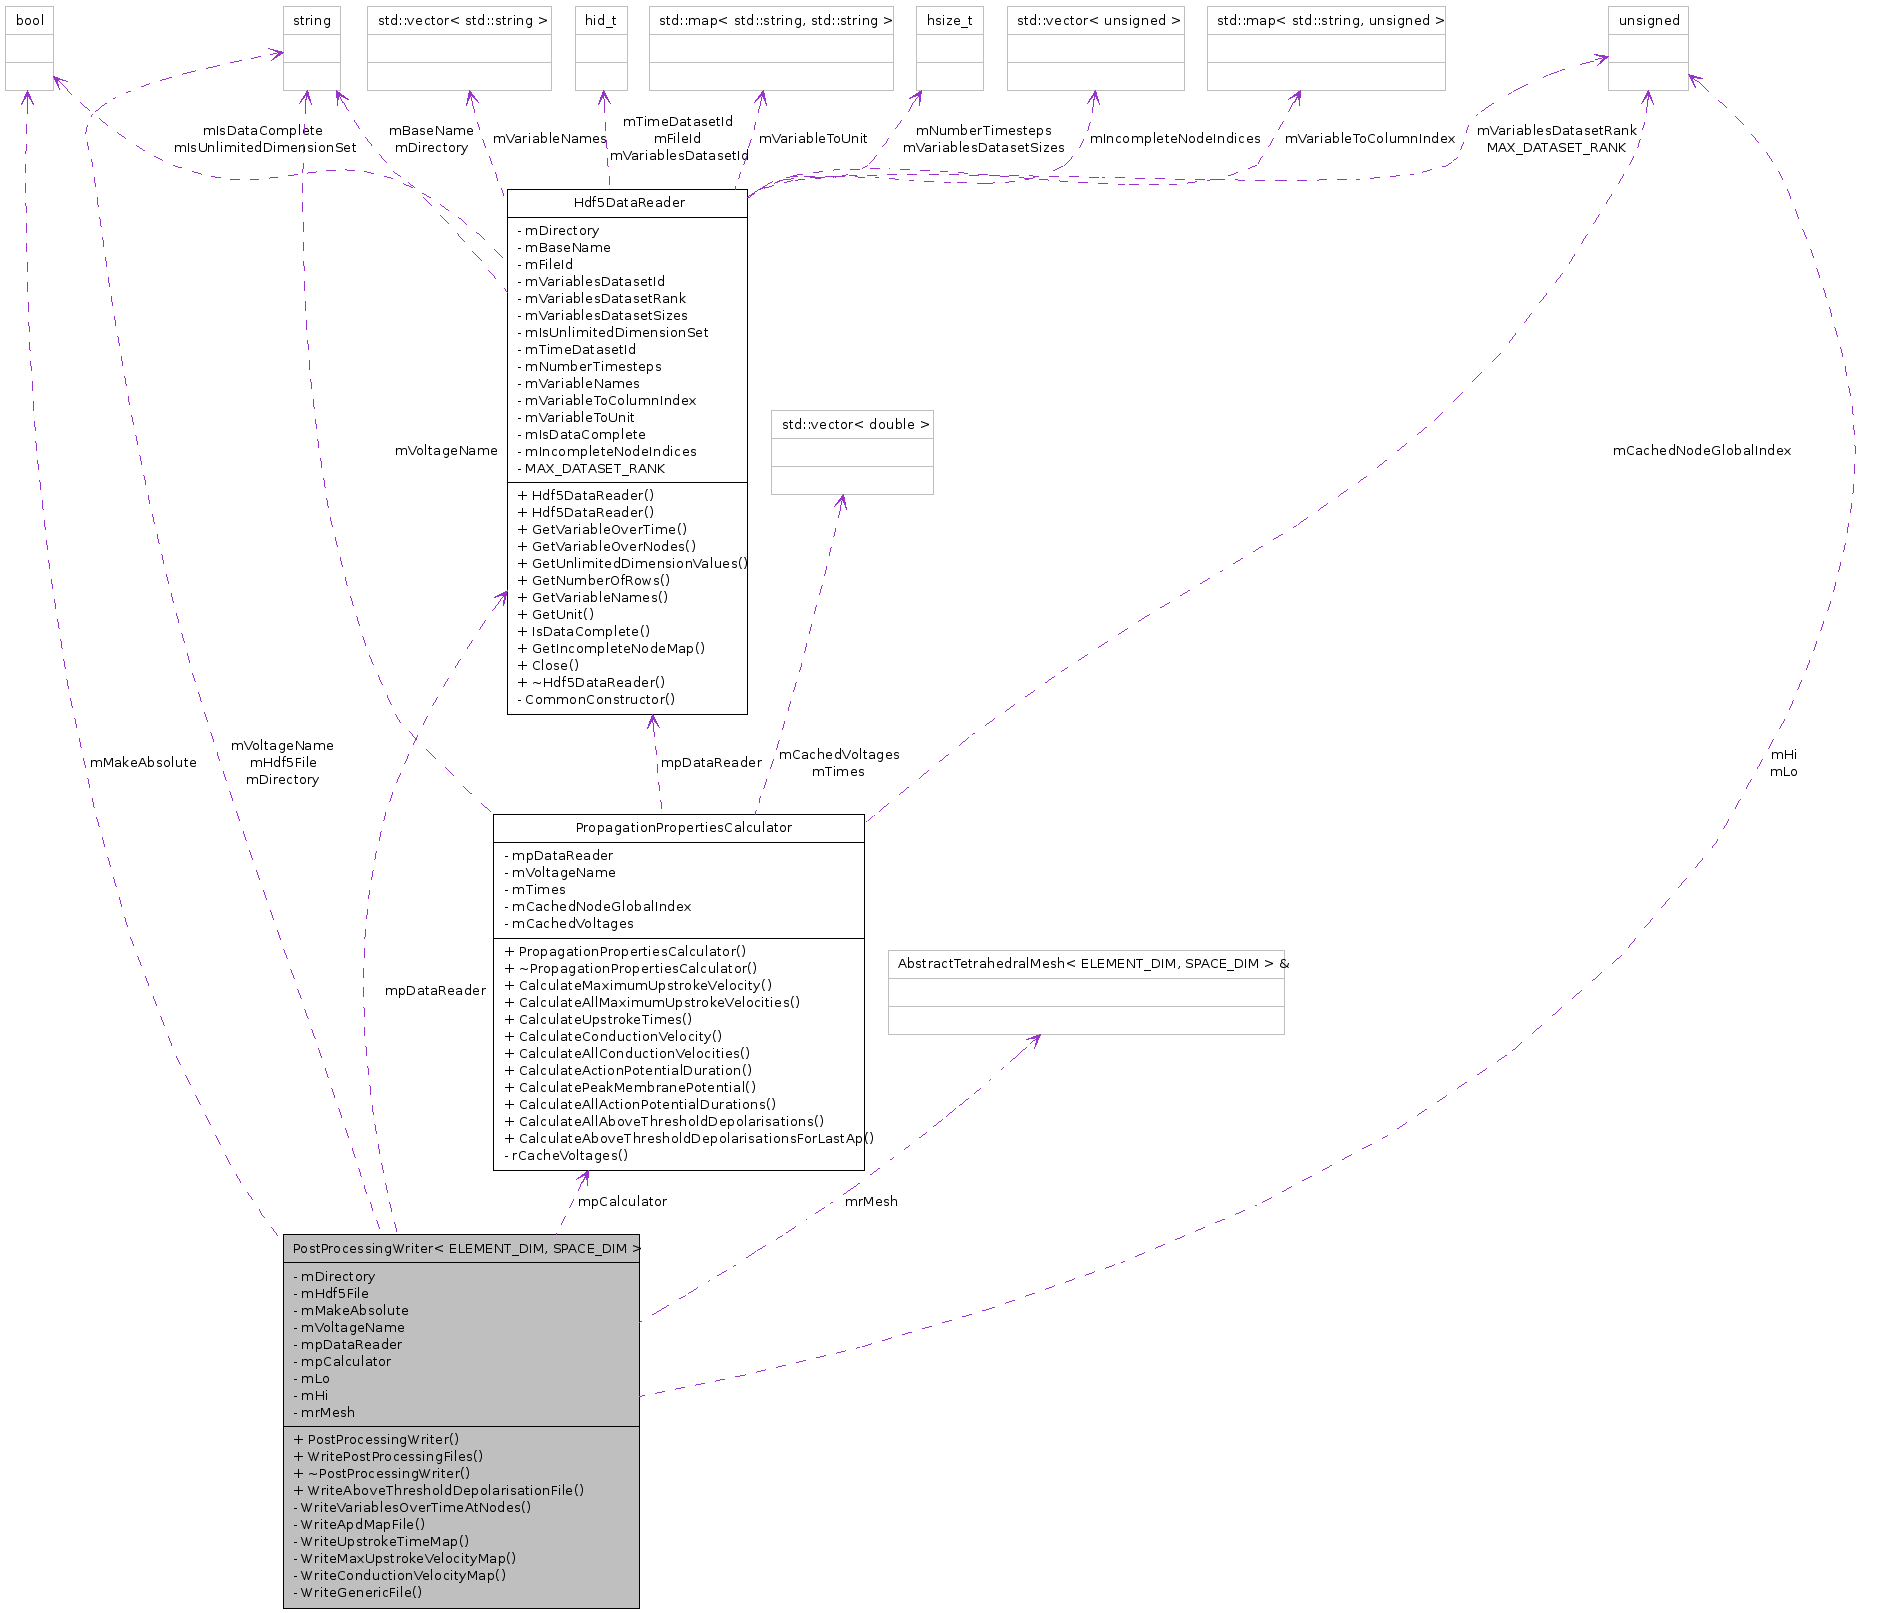 bool
string
std::vector< std::string >
hid_t
std::map< std::string, std::string >
hsize_t
std::vector< unsigned >
std::map< std::string, unsigned >
unsigned
mIsDataComplete
mIsUnlimitedDimensionSet
mBaseName
mDirectory
mVariableNames
mTimeDatasetId
mFileId
mVariablesDatasetId
mVariableToUnit
mNumberTimesteps
mVariablesDatasetSizes
mIncompleteNodeIndices
mVariableToColumnIndex
mVariablesDatasetRank
MAX_DATASET_RANK
Hdf5DataReader
- mDirectory
- mBaseName
- mFileId
- mVariablesDatasetId
- mVariablesDatasetRank
- mVariablesDatasetSizes
- mIsUnlimitedDimensionSet
- mTimeDatasetId
- mNumberTimesteps
- mVariableNames
- mVariableToColumnIndex
- mVariableToUnit
- mIsDataComplete
- mIncompleteNodeIndices
- MAX_DATASET_RANK
+ Hdf5DataReader()
+ Hdf5DataReader()
+ GetVariableOverTime()
+ GetVariableOverNodes()
+ GetUnlimitedDimensionValues()
+ GetNumberOfRows()
+ GetVariableNames()
+ GetUnit()
+ IsDataComplete()
+ GetIncompleteNodeMap()
+ Close()
+ ~Hdf5DataReader()
- CommonConstructor()
std::vector< double >
mVoltageName
mCachedNodeGlobalIndex
mMakeAbsolute
mVoltageName
mHdf5File
mDirectory
mpDataReader
mCachedVoltages
mTimes
mHi
mLo
PropagationPropertiesCalculator
- mpDataReader
- mVoltageName
- mTimes
- mCachedNodeGlobalIndex
- mCachedVoltages
+ PropagationPropertiesCalculator()
+ ~PropagationPropertiesCalculator()
+ CalculateMaximumUpstrokeVelocity()
+ CalculateAllMaximumUpstrokeVelocities()
+ CalculateUpstrokeTimes()
+ CalculateConductionVelocity()
+ CalculateAllConductionVelocities()
+ CalculateActionPotentialDuration()
+ CalculatePeakMembranePotential()
+ CalculateAllActionPotentialDurations()
+ CalculateAllAboveThresholdDepolarisations()
+ CalculateAboveThresholdDepolarisationsForLastAp()
- rCacheVoltages()
AbstractTetrahedralMesh< ELEMENT_DIM, SPACE_DIM > &
mpDataReader
mpCalculator
mrMesh
PostProcessingWriter< ELEMENT_DIM, SPACE_DIM >
- mDirectory
- mHdf5File
- mMakeAbsolute
- mVoltageName
- mpDataReader
- mpCalculator
- mLo
- mHi
- mrMesh
+ PostProcessingWriter()
+ WritePostProcessingFiles()
+ ~PostProcessingWriter()
+ WriteAboveThresholdDepolarisationFile()
- WriteVariablesOverTimeAtNodes()
- WriteApdMapFile()
- WriteUpstrokeTimeMap()
- WriteMaxUpstrokeVelocityMap()
- WriteConductionVelocityMap()
- WriteGenericFile()